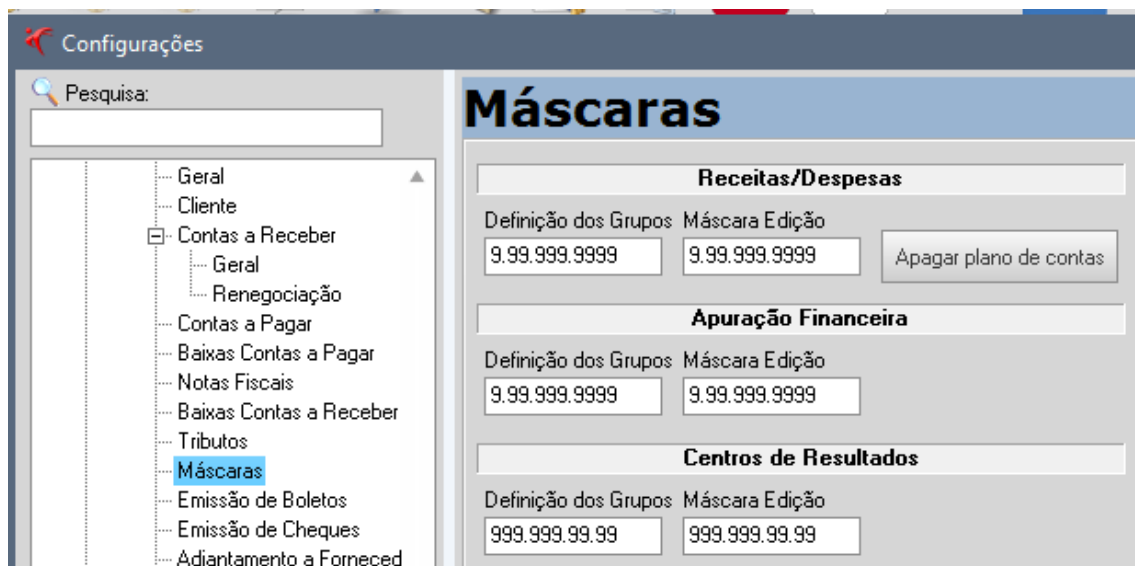 Configurações
Pesquisa:
Geral
Cliente
Contas a Receber
Geral
Renegociação
Contas a Pagar
Baixas Contas a Pagar
Notas Fiscais
Baixas Contas a Receber
Tributos
Máscaras
Emissão de Boletos
Emissão de Cheques
Adiantamento a Forneced
Máscaras
Receitas/Despesas
Definição dos Grupos Máscara Edição
9.99.999.9999 9.99.999.9999 Apagar plano de contas
Apuração Financeira
Definição dos Grupos Máscara Edição
9.99.999.9999 9.99.999.9999
Centros de Resultados
Definição dos Grupos Máscara Edição
999.999.99.99 999.999.99.99